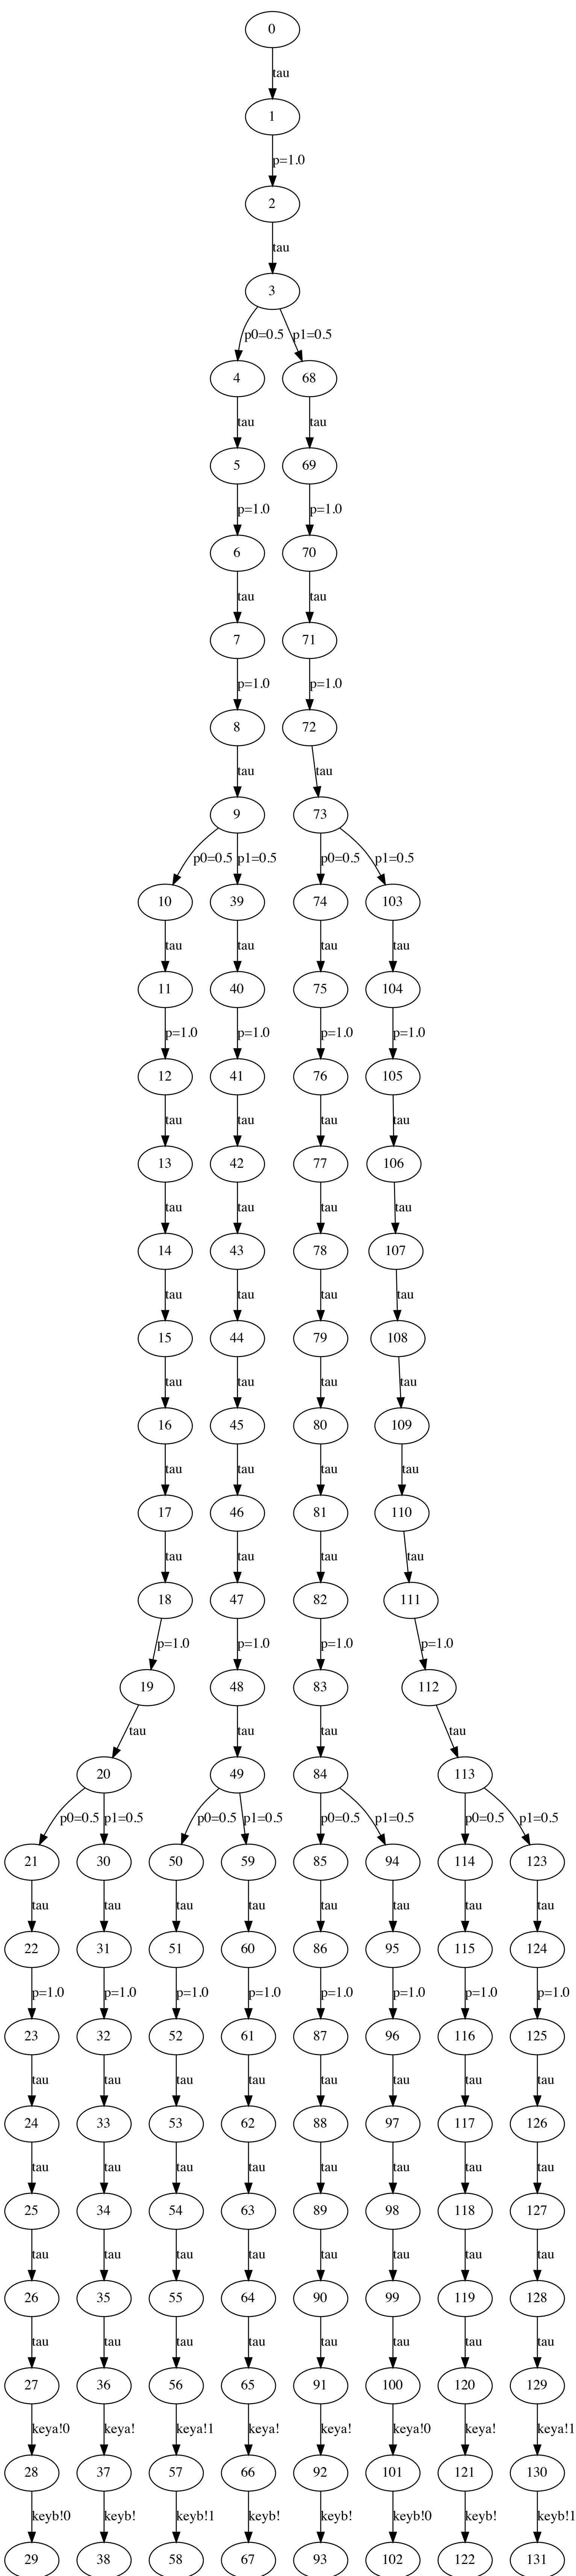 0
tau
1
p=1.0
2
tau
3
p0=0.5 p1=0.5
4 68
tau tau
5 69
p=1.0 p=1.0
6 70
tau tau
7 71
p=1.0 p=1.0
8 72
tau tau
9 73
p0=0.5 p1=0.5 p0=0.5 p1=0.5
10 39 74 103
tau tau tau tau
11 40 75 104
p=1.0 p=1.0 p=1.0 p=1.0
12 41 76 105
tau tau tau tau
13 42 77 106
tau tau tau tau
14 43 78 107
tau tau tau tau
15 44 79 108
tau tau tau tau
16 45 80 109
tau tau tau tau
17 46 81 110
tau tau tau tau
18 47 82 111
p=1.0 p=1.0 p=1.0 p=1.0
19 48 83 112
tau tau tau tau
20 49 84 113
p0=0.5 p1=0.5 p0=0.5 p1=0.5 p0=0.5 p1=0.5 p0=0.5 p1=0.5
21 30 50 59 85 94 114 123
tau tau tau tau tau tau tau tau
22 31 51 60 86 95 115 124
p=1.0 p=1.0 p=1.0 p=1.0 p=1.0 p=1.0 p=1.0 p=1.0
23 32 52 61 87 96 116 125
tau tau tau tau tau tau tau tau
24 33 53 62 88 97 117 126
tau tau tau tau tau tau tau tau
25 34 54 63 89 98 118 127
tau tau tau tau tau tau tau tau
26 35 55 64 90 99 119 128
tau tau tau tau tau tau tau tau
27 36 56 65 91 100 120 129
keya!0 keya! keya!1 keya! keya! keya!0 keya! keya!1
28 37 57 66 92 101 121 130
keyb!0 keyb! keyb!1 keyb! keyb! keyb!0 keyb! keyb!1
29 38 58 67 93 102 122 131